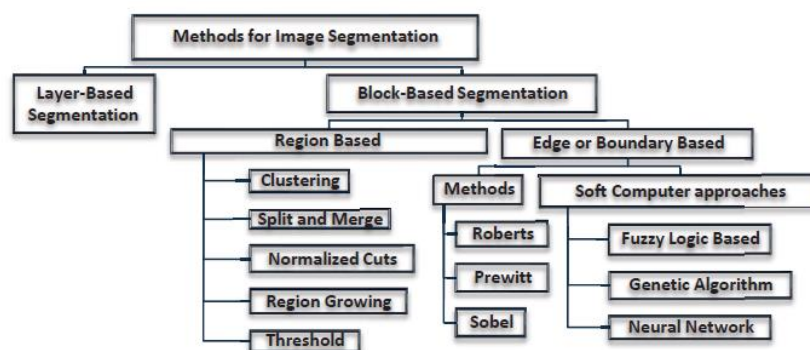 Methods for Image Segmentation
Layer-Based
Segmentation
Block-Based Segmentation
Region Based
Edge or Boundary Based
Clustering
Split and Merge
Normalized Cuts
Region Growing
Threshold
Methods
Roberts
Prewitt
Sobel
Soft Computer approaches
Fuzzy Logic Based
Genetic Algorithm
Neural Network